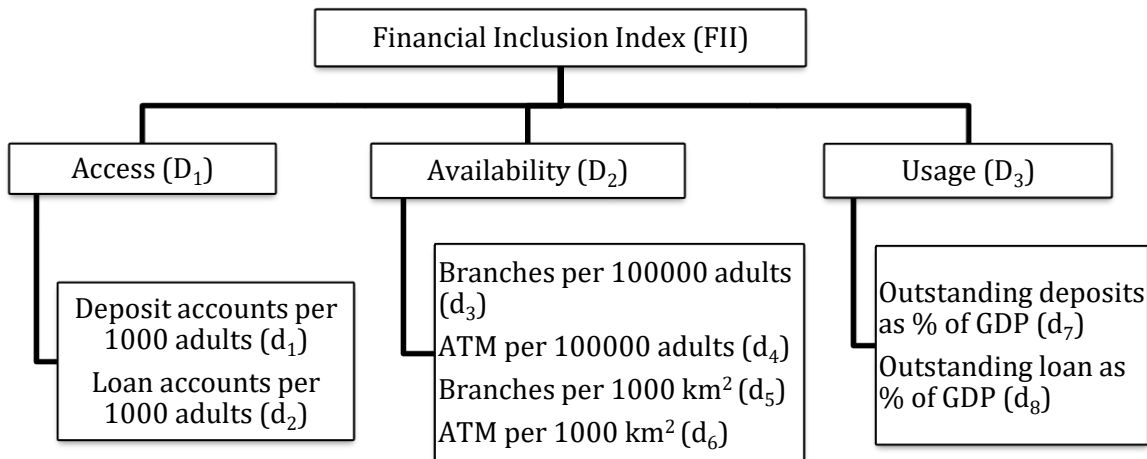 Financial Inclusion Index (FII)
Access (D₁)
Availability (D₂)
Usage (D₃)
Deposit accounts per
1000 adults (d₁)
Loan accounts per
1000 adults (d₂)
Branches per 100000 adults
(d₃)
ATM per 100000 adults (d₄)
Branches per 1000 km² (d₅)
ATM per 1000 km² (d₆)
Outstanding deposits
as % of GDP (d₇)
Outstanding loan as
% of GDP (d₈)